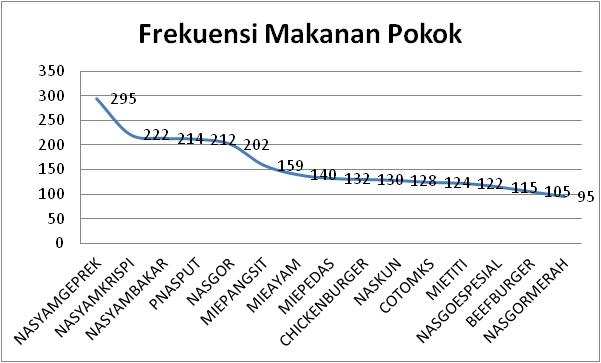 Frekuensi Makanan Pokok
350
300
250
200
150
100
50
0
295
222
214
212
202
159
140
132
130
128
124
122
115
105
95
NASYAMGEPREK
NASYAMKRISPI
NASYAMBAKAR
PNASPUT
NASGOR
MIEPANGSIT
MIEAYAM
MIEPEDAS
CHICKENBURGER
NASKUN
COTOMKS
MIETITI
NASGOESPESIAL
BEEFBURGER
NASGORMERAH